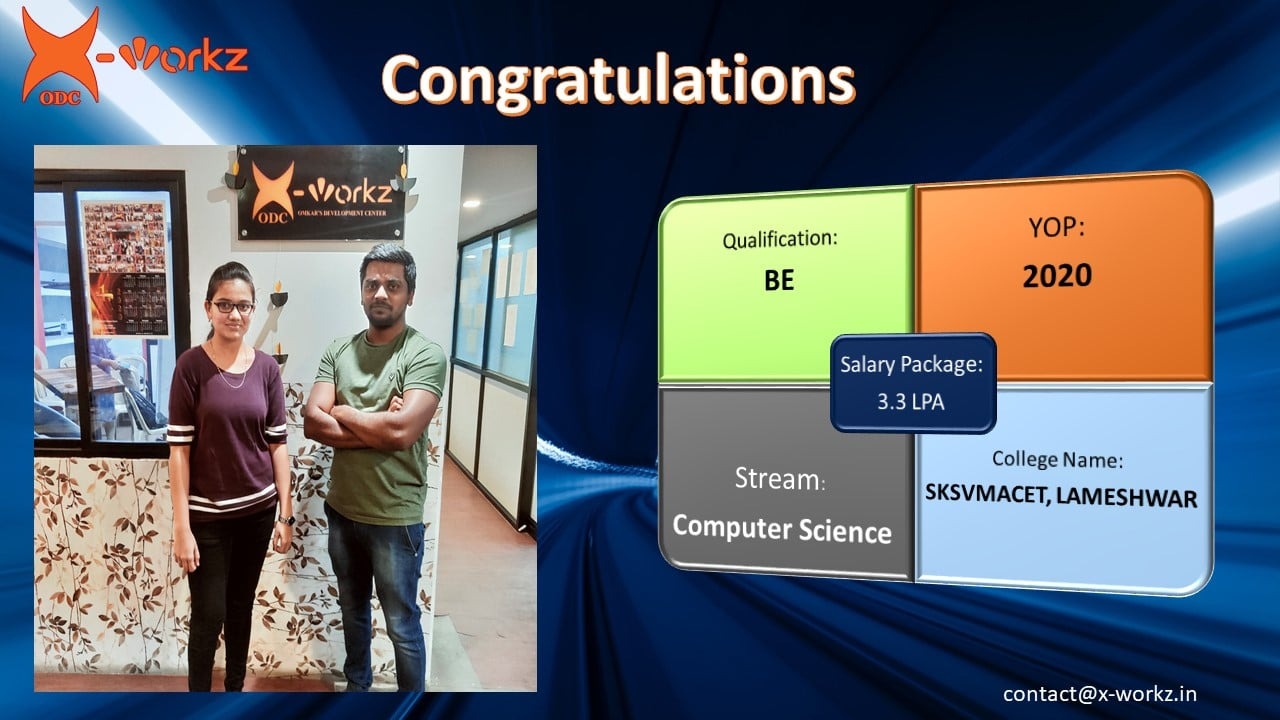 X-workz
ODC
Congratulations
X-workz
ODC OMKAR'S DEVELOPMENT CENTER
Qualification:
BE
YOP:
2020
Salary Package:
3.3 LPA
Stream:
Computer Science
College Name:
SKSVMACET, LAMESHWAR
contact@x-workz.in